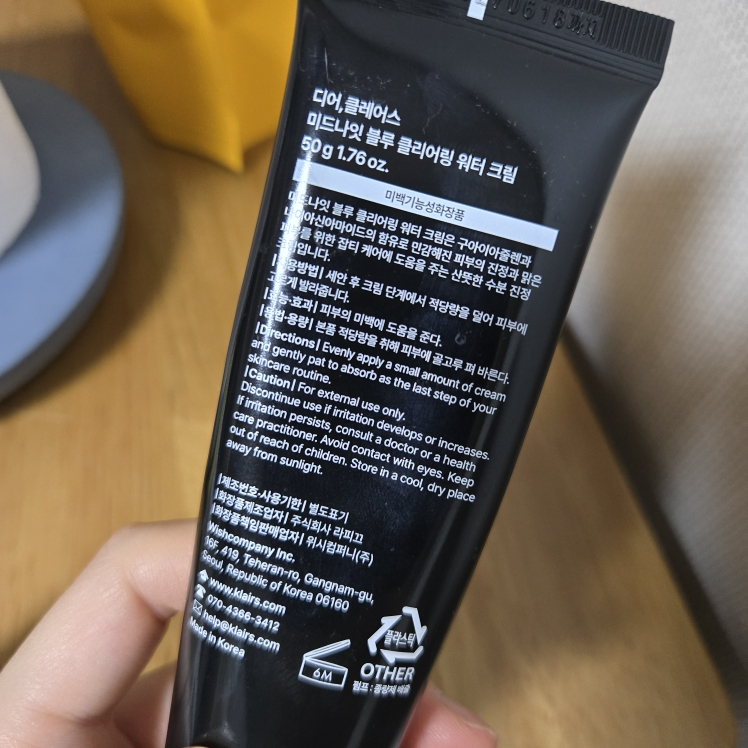 디어,클레어스
미드나잇 블루 클리어링 워터 크림
50g 1.76 oz.
미백기능성화장품
미드나잇 블루 클리어링 워터 크림은 구아이아줄렌과
나이아신아마이드의 함유로 민감해진 피부의 진정과 맑은
피부를 위한 잡티 케어에 도움을 주는 산뜻한 수분 진정
크림입니다.
|사용방법| 세안 후 크림 단계에서 적당량을 덜어 피부에
고르게 발라줍니다.
|효능·효과| 피부의 미백에 도움을 준다.
|용법·용량| 본품 적당량을 취해 피부에 골고루 펴 바른다.
|Directions| Evenly apply a small amount of cream
and gently pat to absorb as the last step of your
skincare routine.
|Caution| For external use only.
Discontinue use if irritation develops or increases.
If irritation persists, consult a doctor or a health
care practitioner. Avoid contact with eyes. Keep
out of reach of children. Store in a cool, dry place
away from sunlight.
|제조번호·사용기한| 별도표기
|화장품제조업자| 주식회사 라피끄
|화장품책임판매업자| 위시컴퍼니(주)
Wishcompany Inc.
16F, 419, Teheran-ro, Gangnam-gu,
Seoul, Republic of Korea 06160
www.klairs.com
070-4366-3412
help@klairs.com
Made in Korea
6M
플라스틱
OTHER